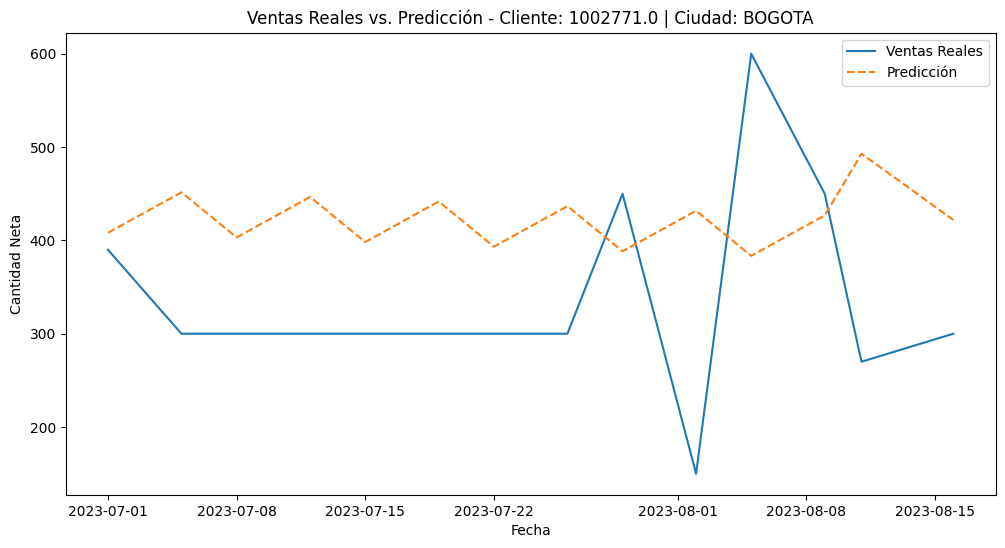 Ventas Reales vs. Predicción - Cliente: 1002771.0 | Ciudad: BOGOTA
Ventas Reales
Predicción
600
500
400
300
200
Cantidad Neta
2023-07-01
2023-07-08
2023-07-15
2023-07-22
2023-08-01
2023-08-08
2023-08-15
Fecha